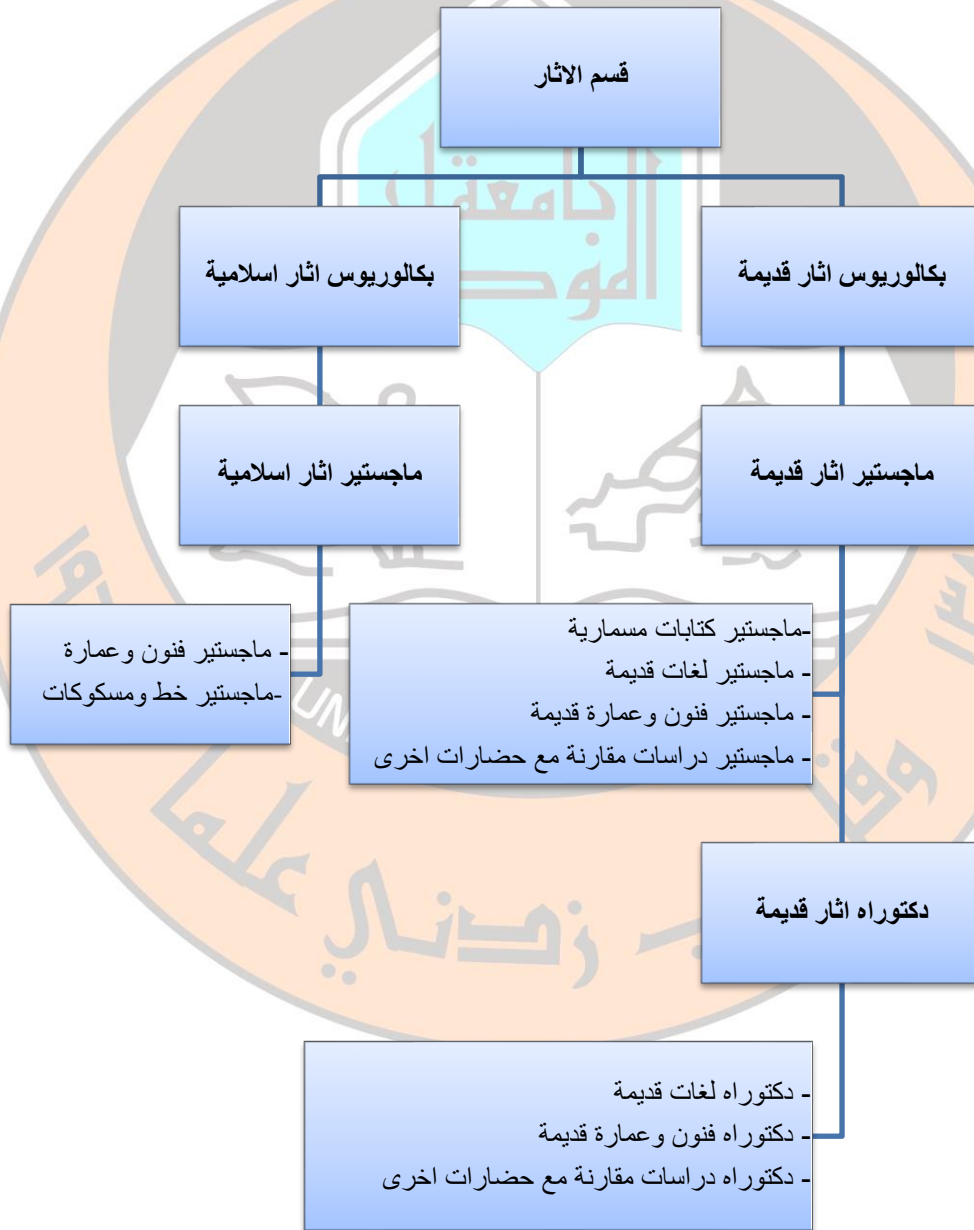 قسم الاثار
بكالوريوس اثار قديمة
بكالوريوس اثار اسلامية
ماجستير اثار قديمة
ماجستير اثار اسلامية
-ماجستير كتابات مسمارية
- ماجستير لغات قديمة
- ماجستير فنون وعمارة قديمة
- ماجستير دراسات مقارنة مع حضارات اخرى
- ماجستير فنون وعمارة
-ماجستير خط ومسكوكات
دكتوراه اثار قديمة
- دكتوراه لغات قديمة
- دكتوراه فنون وعمارة قديمة
- دكتوراه دراسات مقارنة مع حضارات اخرى
زدني علما